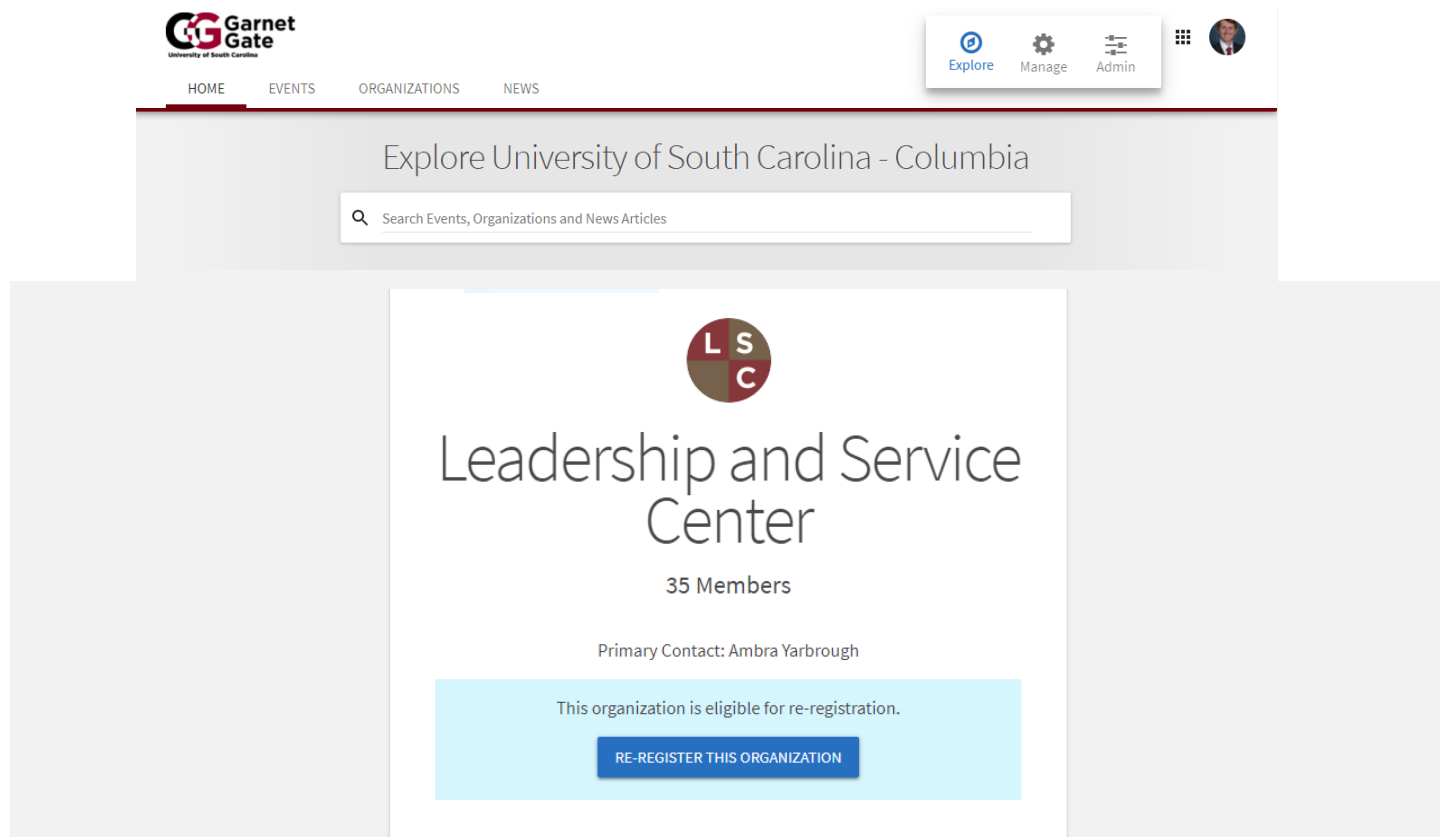 Garnet
Gate
University of South Carolina
Explore
Manage
Admin
HOME
EVENTS
ORGANIZATIONS
NEWS
Explore University of South Carolina - Columbia
Search Events, Organizations and News Articles
L S
C
Leadership and Service
Center
35 Members
Primary Contact: Ambra Yarbrough
This organization is eligible for re-registration.
RE-REGISTER THIS ORGANIZATION